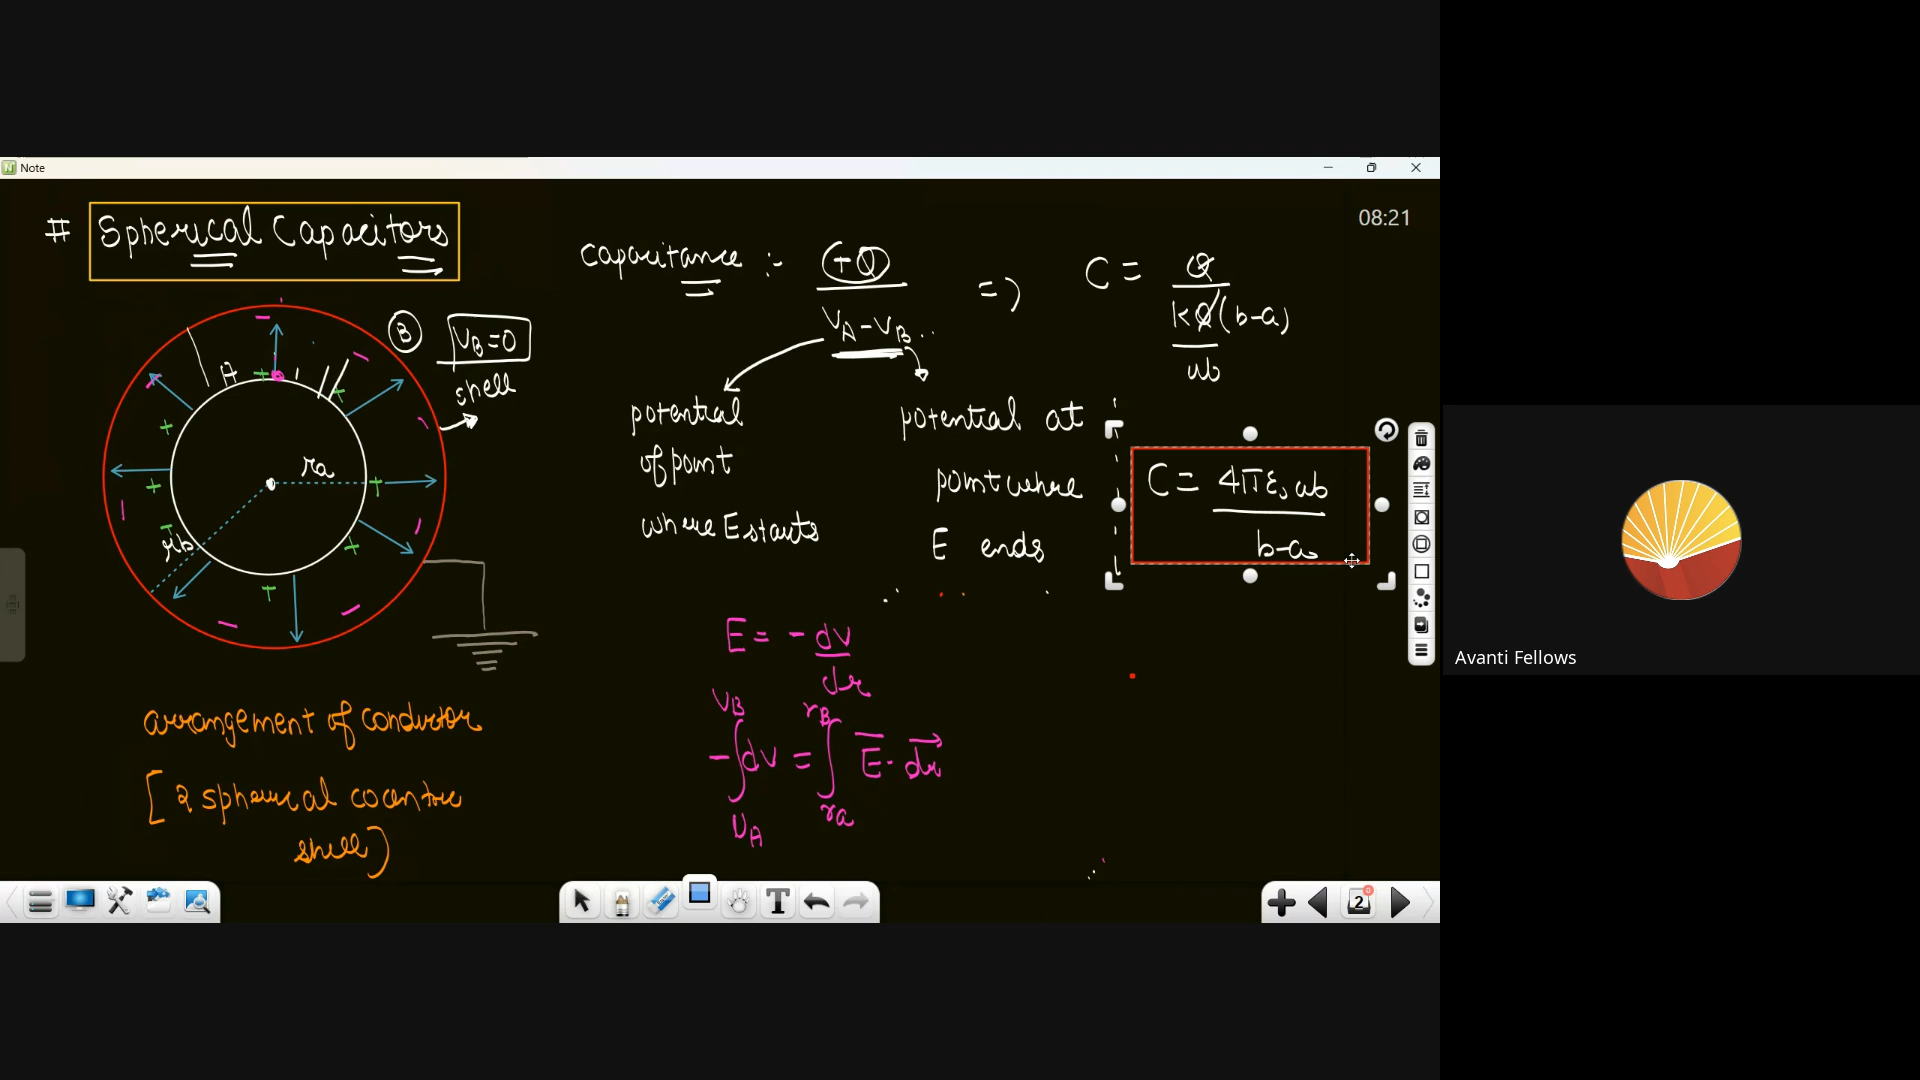 Note
08:21
# Spherical Capacitors
Capacitance :- +Q / VA-VB => C = Q / kQ(b-a) / ab
B VB=0
shell
A
ra
rb
potential of point where E starts
potential at point where E ends
C = 4πε₀ab / b-a
E = -dV/dr
VB rB
-∫dV = ∫E·dr
VA ra
arrangement of conductor
[2 spherical
shell)
Avanti Fellows
T
2
0